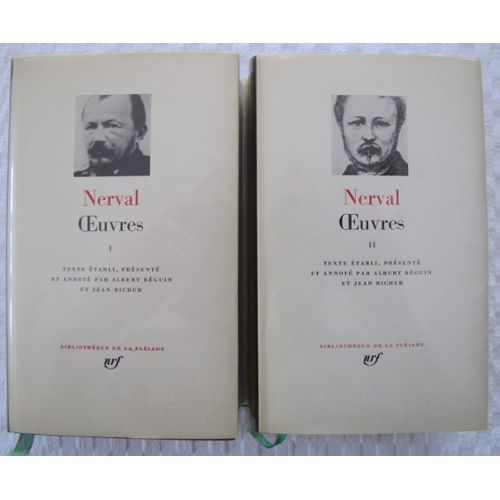 Nerval
Œuvres
I
TEXTE ÉTABLI, PRÉSENTÉ
ET ANNOTÉ PAR ALBERT BÉGUIN
ET JEAN RICHER
BIBLIOTHÈQUE DE LA PLÉIADE
nrf
Nerval
Œuvres
II
TEXTE ÉTABLI, PRÉSENTÉ
ET ANNOTÉ PAR ALBERT BÉGUIN
ET JEAN RICHER
BIBLIOTHÈQUE DE LA PLÉIADE
nrf